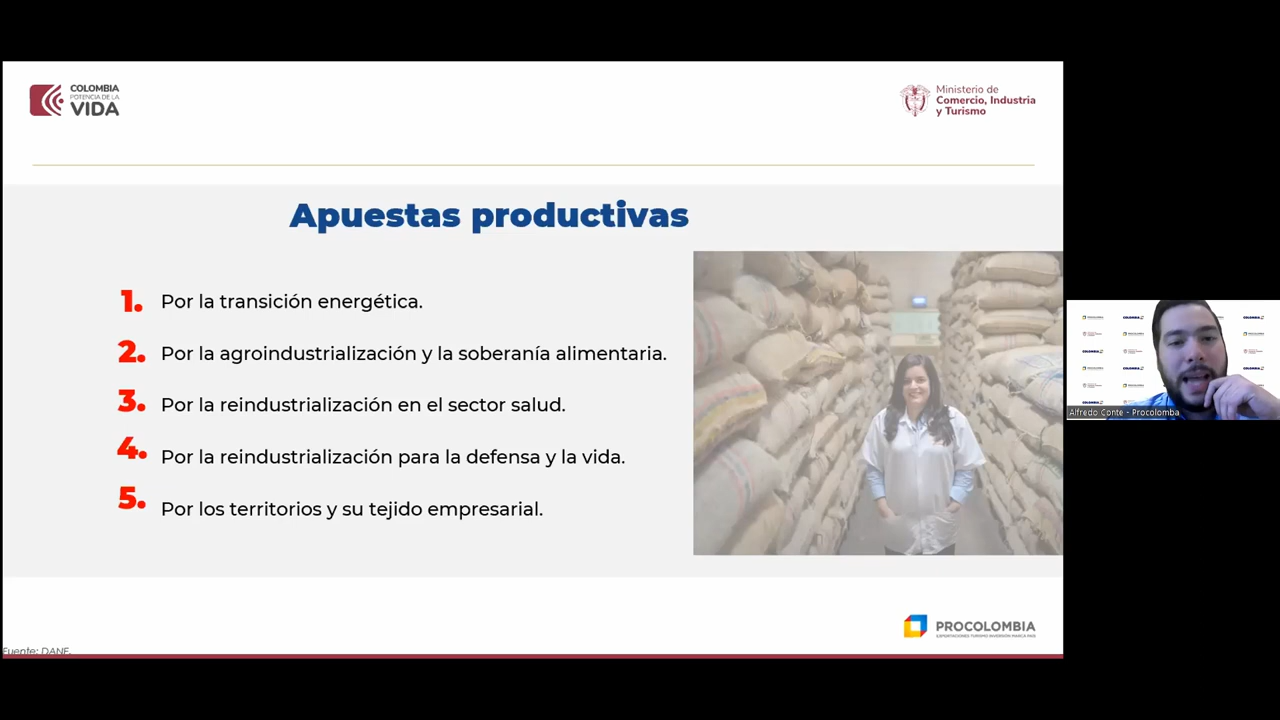 COLOMBIA
POTENCIA DE LA
VIDA
Ministerio de
Comercio, Industria
y Turismo
Apuestas productivas
1. Por la transición energética.
2. Por la agroindustrialización y la soberanía alimentaria.
3. Por la reindustrialización en el sector salud.
4. Por la reindustrialización para la defensa y la vida.
5. Por los territorios y su tejido empresarial.
Alfredo Conte - Procolomba
PROCOLOMBIA
EXPORTACIONES TURISMO INVERSIÓN MARCA PAÍS
Fuente: DANE.